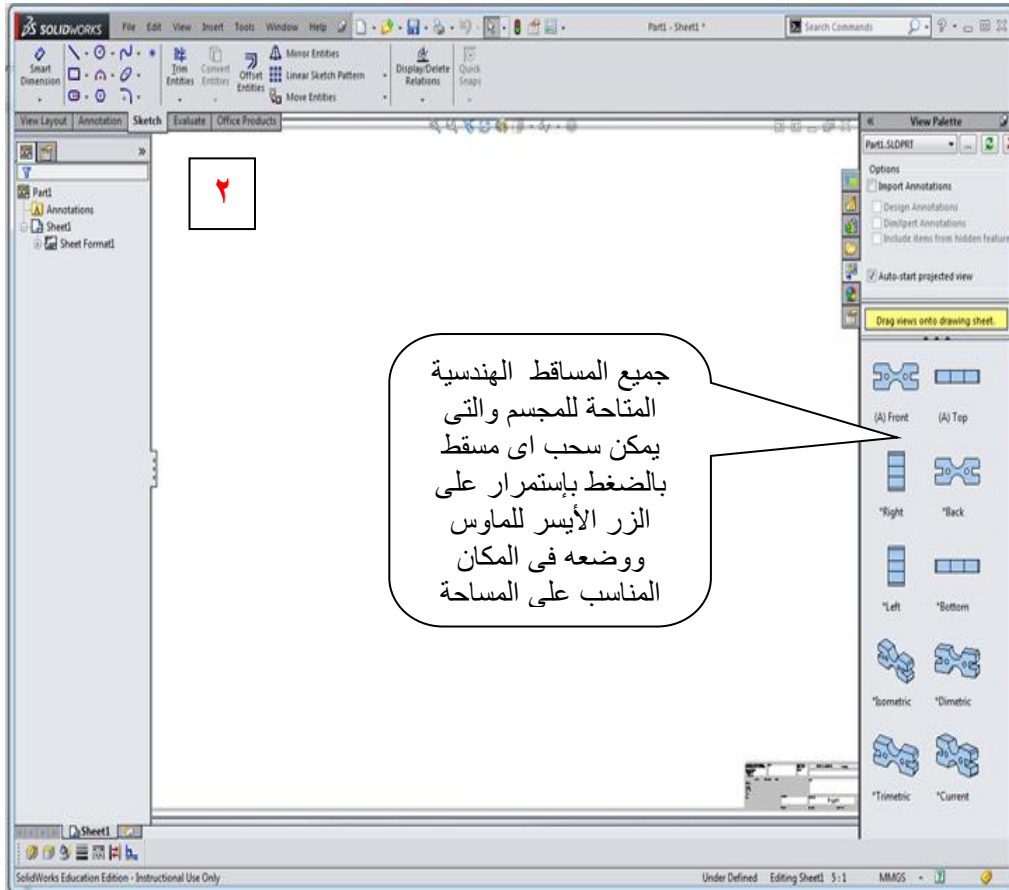 SOLIDWORKS File Edit View Insert Tools Window Help Part1 - Sheet1 * Search Commands
Smart Dimension
Trim Entities
Convert Entities
Offset Entities
Mirror Entities
Linear Sketch Pattern
Move Entities
Display/Delete Relations
Quick Snaps
View Layout Annotation Sketch Evaluate Office Products
Part1
Annotations
Sheet1
Sheet Format1
٢
جميع المساقط الهندسية
المتاحة للمجسم والتى
يمكن سحب اى مسقط
بالضغط بإستمرار على
الزر الأيسر للماوس
ووضعه فى المكان
المناسب على المساحة
View Palette
Part1.SLDPRT
Options
Import Annotations
Design Annotations
DimXpert Annotations
Include items from hidden feature
Auto-start projected view
Drag views onto drawing sheet.
(A) Front (A) Top
*Right *Back
*Left *Bottom
*Isometric *Dimetric
*Trimetric *Current
Sheet1
SolidWorks Education Edition - Instructional Use Only Under Defined Editing Sheet1 5:1 MMGS